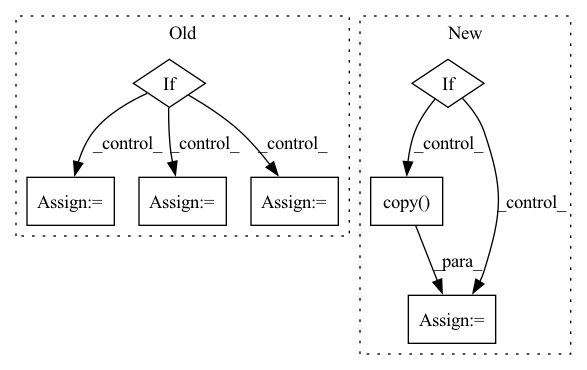 Old
New
If
If
_control_
_control_
_control_
_control_
_control_
Assign:=
Assign:=
Assign:=
copy()
_para_
Assign:=